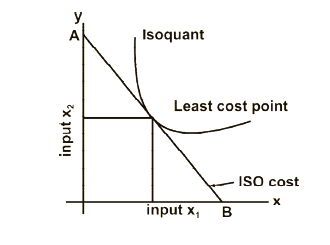 y
A
Isoquant
Least cost point
input x₂
ISO cost
x
input x₁
B